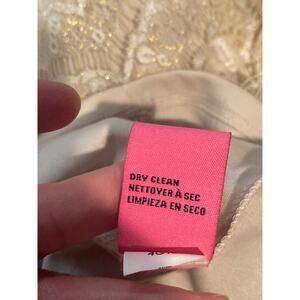 DRY CLEAN
NETTOYER À SEC
LIMPIEZA EN SECO